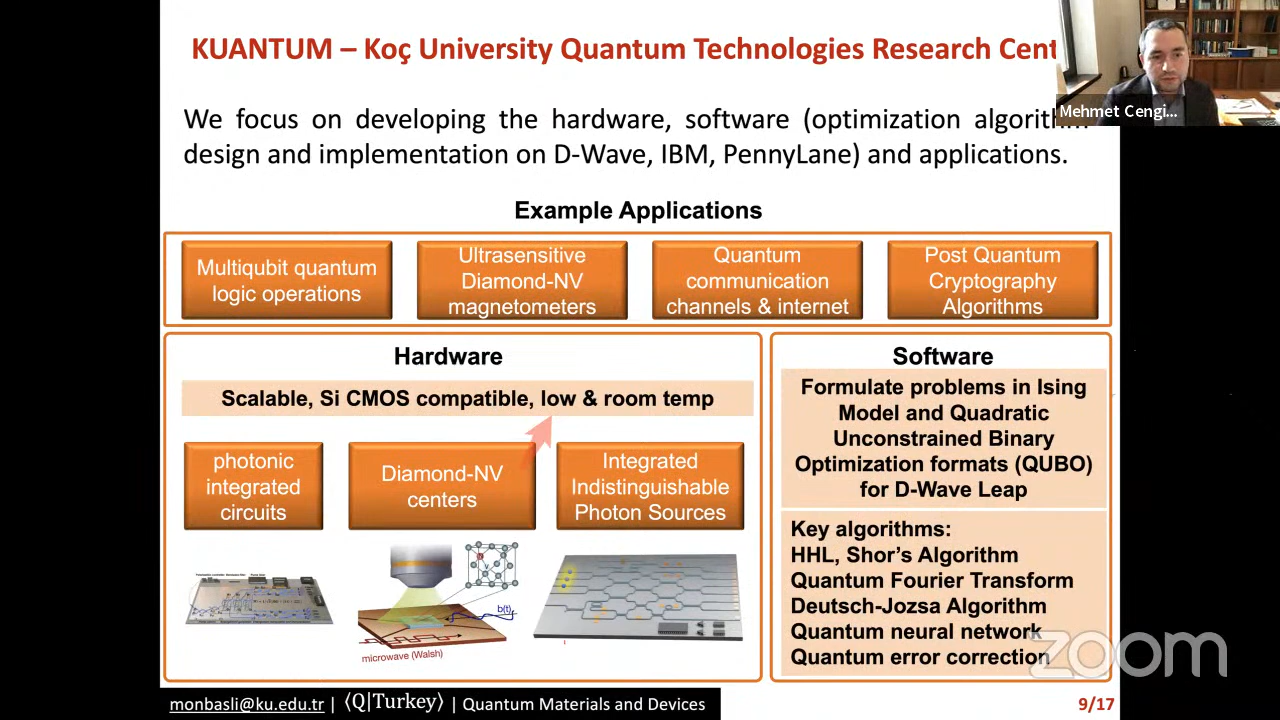 KUANTUM – Koç University Quantum Technologies Research Cent
Mehmet Cengi...
We focus on developing the hardware, software (optimization algorithm
design and implementation on D-Wave, IBM, PennyLane) and applications.
Example Applications
Multiqubit quantum
logic operations
Ultrasensitive
Diamond-NV
magnetometers
Quantum
communication
channels & internet
Post Quantum
Cryptography
Algorithms
Hardware
Scalable, Si CMOS compatible, low & room temp
photonic
integrated
circuits
Diamond-NV
centers
Integrated
Indistinguishable
Photon Sources
V
b(t)
microwave (Walsh)
Software
Formulate problems in Ising
Model and Quadratic
Unconstrained Binary
Optimization formats (QUBO)
for D-Wave Leap
Key algorithms:
HHL, Shor's Algorithm
Quantum Fourier Transform
Deutsch-Jozsa Algorithm
Quantum neural network
Quantum error correction
zoom
monbasli@ku.edu.tr | ⟨Q|Turkey⟩ | Quantum Materials and Devices
9/17